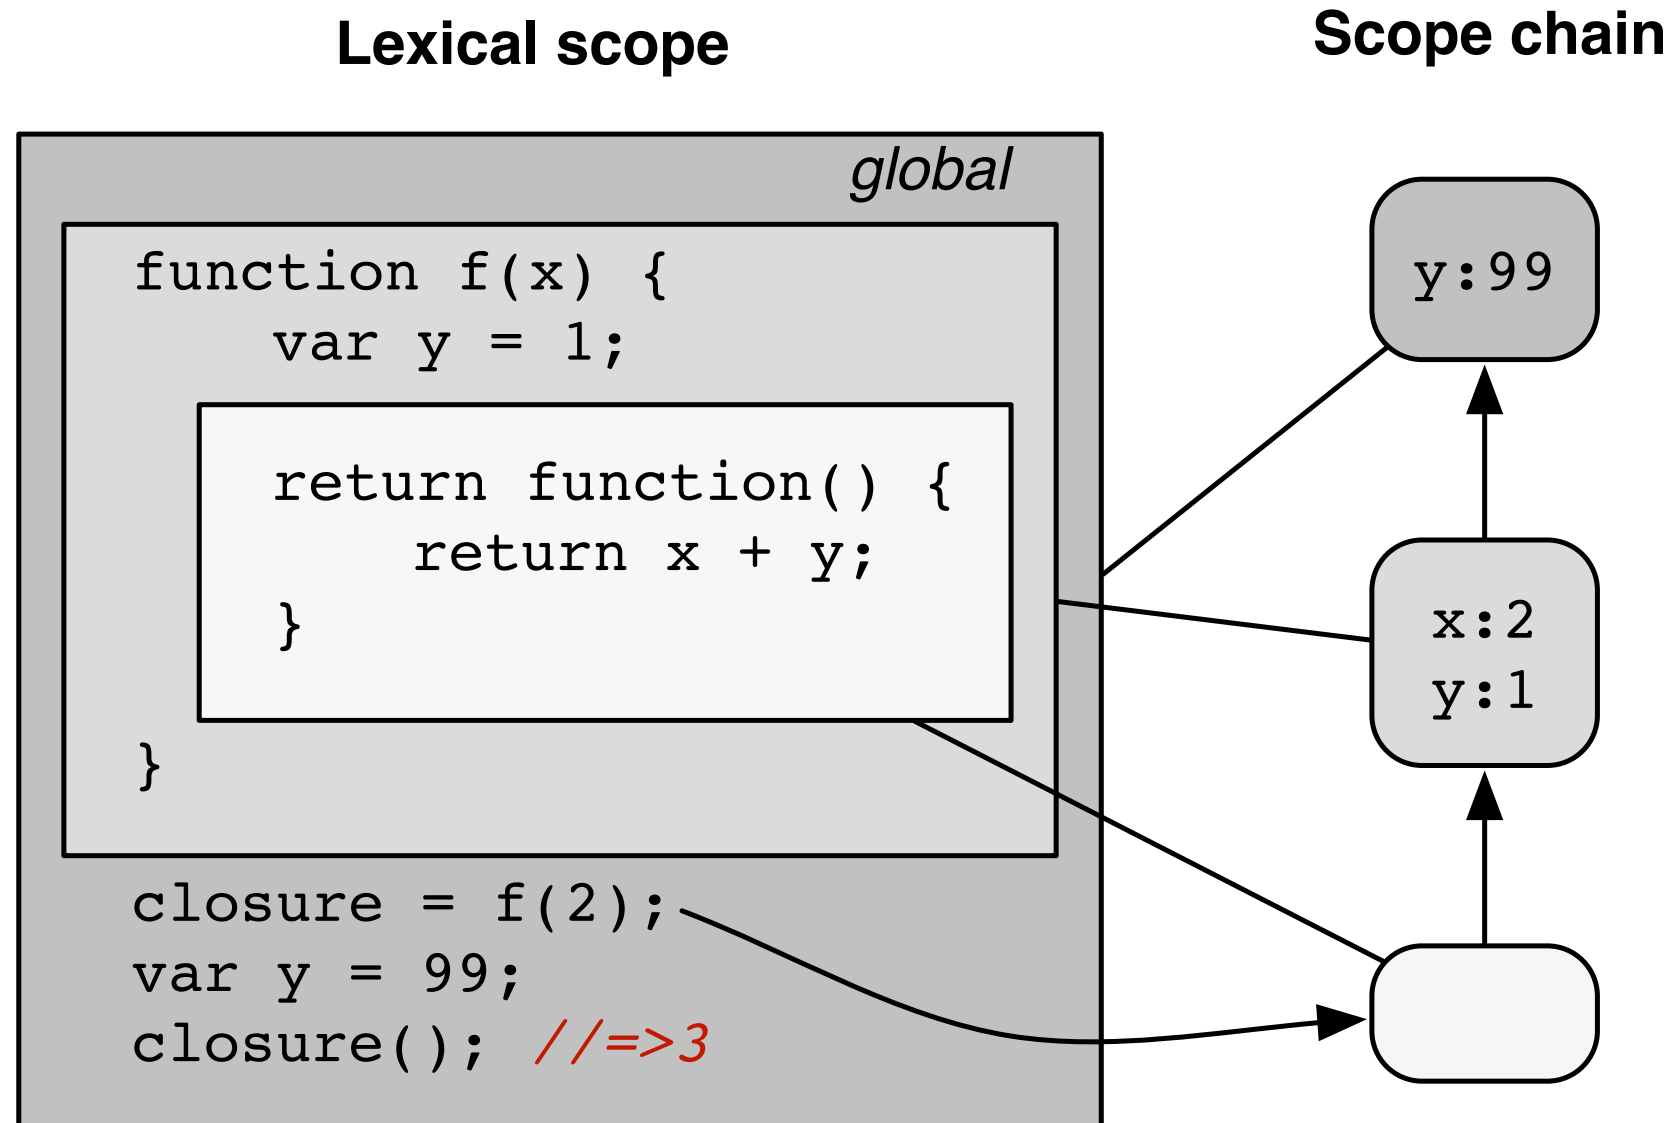 Lexical scope
Scope chain
global
function f(x) {
var y = 1;
return function() {
return x + y;
}
}
closure = f(2);
var y = 99;
closure(); //=>3
y:99
x:2
y:1